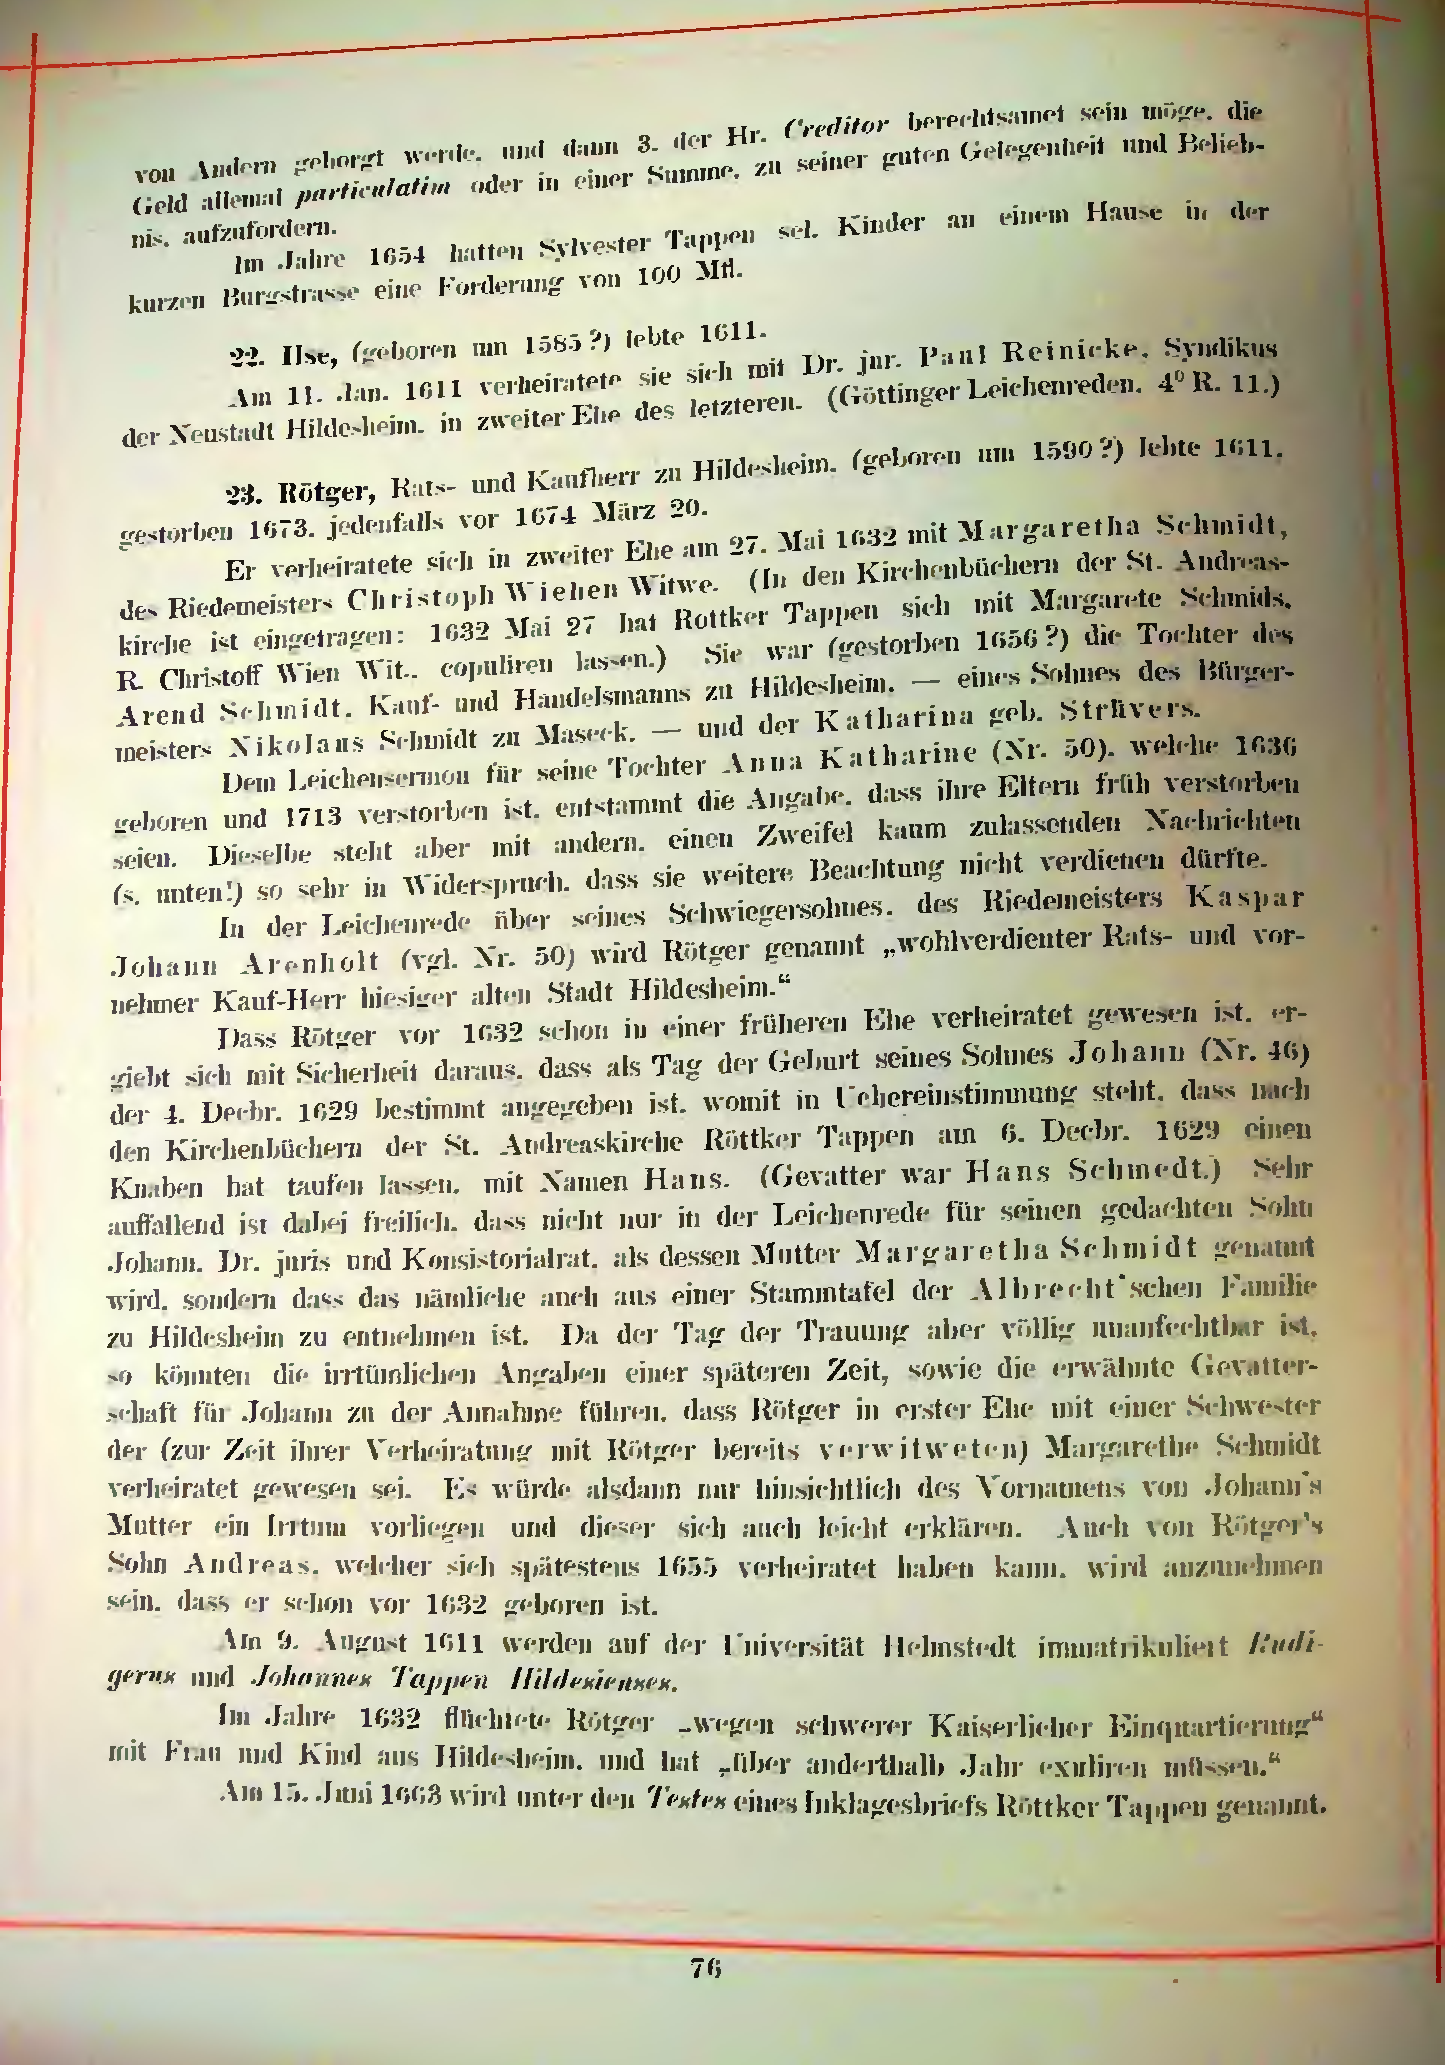 von Andern geborgt werde, und dann 3. der Hr. Creditor berechtsamet sein möge, die
Geld allemal particulatim oder in einer Summe, zu seiner guten Gelegenheit und Belieb-
nis, aufzufordern.
Im Jahre 1654 hatten Sylvester Tappen sel. Kinder an einem Hause in der
kurzen Burgstrasse eine Forderung von 100 Mfl.
22. Ilse, (geboren um 1585?) lebte 1611.
Am 11. Jan. 1611 verheiratete sie sich mit Dr. jur. Paul Reinicke, Syndikus
der Neustadt Hildesheim, in zweiter Ehe des letzteren. (Göttinger Leichenreden. 4⁰ R. 11.)
23. Rötger, Rats- und Kaufherr zu Hildesheim, (geboren um 1590?) lebte 1611,
gestorben 1673, jedenfalls vor 1674 März 20.
Er verheiratete sich in zweiter Ehe am 27. Mai 1632 mit Margaretha Schmidt,
des Riedemeisters Christoph Wiehen Witwe. (In den Kirchenbüchern der St. Andreas-
kirche ist eingetragen: 1632 Mai 27 hat Rottker Tappen sich mit Margarete Schmids,
R. Christoff Wien Wit., copuliren lassen.) Sie war (gestorben 1656?) die Tochter des
Arend Schmidt, Kauf- und Handelsmanns zu Hildesheim, — eines Sohnes des Bürger-
meisters Nikolaus Schmidt zu Maseck, — und der Katharina geb. Strüvers.
Dem Leichensermon für seine Tochter Anna Katharine (Nr. 50), welche 1636
geboren und 1713 verstorben ist, entstammt die Angabe, dass ihre Eltern früh verstorben
seien. Dieselbe steht aber mit andern, einen Zweifel kaum zulassenden Nachrichten
(s. unten!) so sehr in Widerspruch, dass sie weitere Beachtung nicht verdienen dürfte.
In der Leichenrede über seines Schwiegersohnes, des Riedemeisters Kaspar
Johann Arenholt (vgl. Nr. 50) wird Rötger genannt „wohlverdienter Rats- und vor-
nehmer Kauf-Herr hiesiger alten Stadt Hildesheim.“
Dass Rötger vor 1632 schon in einer früheren Ehe verheiratet gewesen ist, er-
giebt sich mit Sicherheit daraus, dass als Tag der Geburt seines Sohnes Johann (Nr. 46)
der 4. Decbr. 1629 bestimmt angegeben ist, womit in Uebereinstimmung steht, dass nach
den Kirchenbüchern der St. Andreaskirche Röttker Tappen am 6. Decbr. 1629 einen
Knaben hat taufen lassen, mit Namen Hans. (Gevatter war Hans Schmedt.) Sehr
auffallend ist dabei freilich, dass nicht nur in der Leichenrede für seinen gedachten Sohn
Johann, Dr. juris und Konsistorialrat, als dessen Mutter Margaretha Schmidt genannt
wird, sondern dass das nämliche auch aus einer Stammtafel der Albrecht'schen Familie
zu Hildesheim zu entnehmen ist. Da der Tag der Trauung aber völlig unanfechtbar ist,
so könnten die irrtümlichen Angaben einer späteren Zeit, sowie die erwähnte Gevatter-
schaft für Johann zu der Annahme führen, dass Rötger in erster Ehe mit einer Schwester
der (zur Zeit ihrer Verheiratung mit Rötger bereits verwitweten) Margarethe Schmidt
verheiratet gewesen sei. Es würde alsdann nur hinsichtlich des Vornamens von Johann's
Mutter ein Irrtum vorliegen und dieser sich auch leicht erklären. Auch von Rötger's
Sohn Andreas, welcher sich spätestens 1655 verheiratet haben kann, wird anzunehmen
sein, dass er schon vor 1632 geboren ist.
Am 9. August 1611 werden auf der Universität Helmstedt immatrikuliert Rudi-
gerus und Johannes Tappen Hildesienses.
Im Jahre 1632 flüchtete Rötger „wegen schwerer Kaiserlicher Einquartierung“
mit Frau und Kind aus Hildesheim, und hat „über anderthalb Jahr exuliren müssen.“
Am 15. Juni 1663 wird unter den Testes eines Inklagesbriefs Röttker Tappen genannt.
76